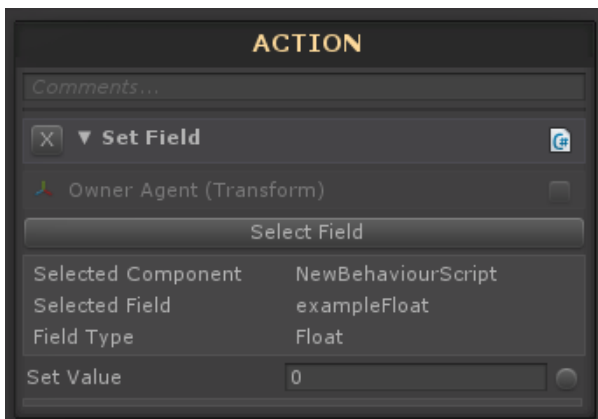 ACTION
Comments...
X ▼ Set Field C#
Owner Agent (Transform)
Select Field
Selected Component NewBehaviourScript
Selected Field exampleFloat
Field Type Float
Set Value 0